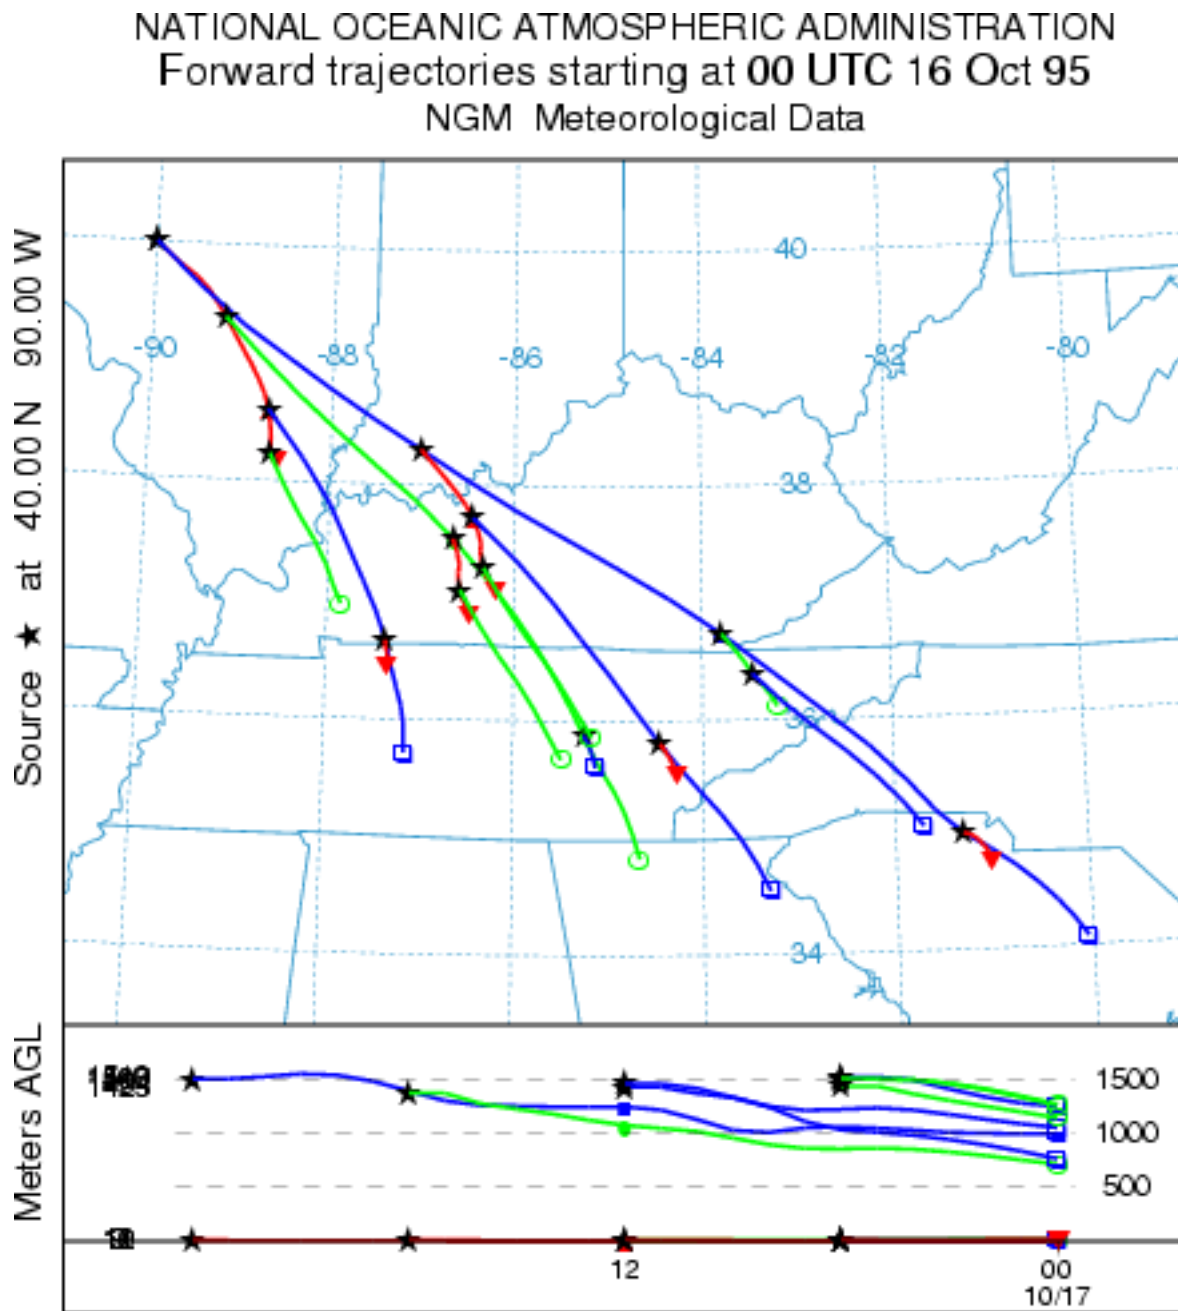 NATIONAL OCEANIC ATMOSPHERIC ADMINISTRATION
Forward trajectories starting at 00 UTC 16 Oct 95
NGM Meteorological Data
Source ★ at 40.00 N 90.00 W
40
-90 -88 -86 -84 -82 -80
38
36
34
Meters AGL
1500
1000
500
12 00
10/17